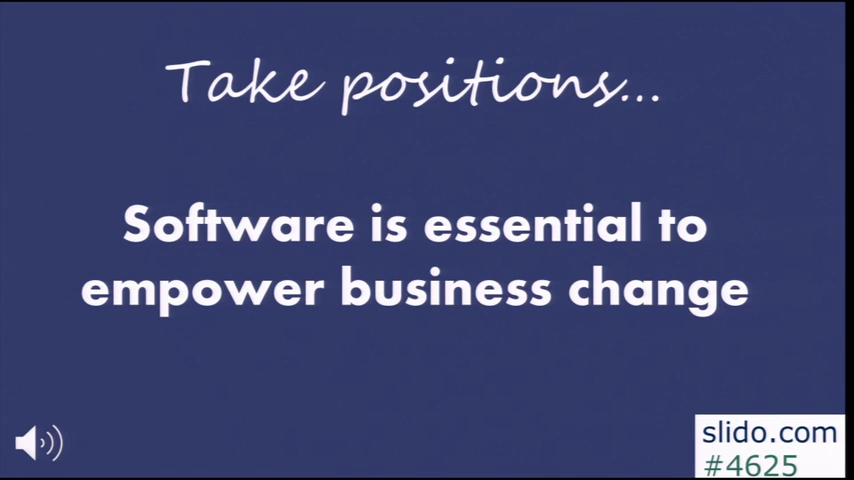 Take positions...
Software is essential to
empower business change
slido.com
#4625